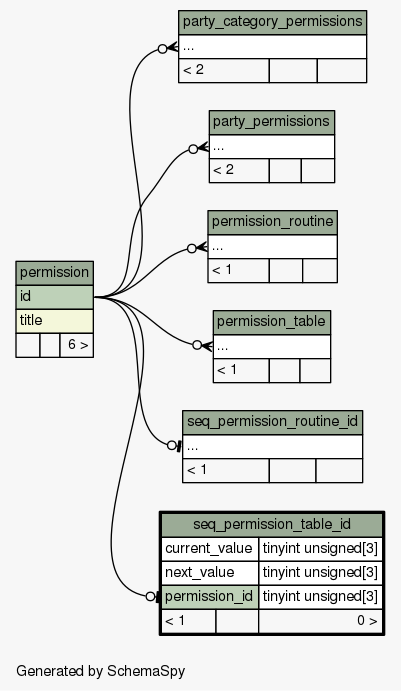 party_category_permissions
...
< 2
party_permissions
...
< 2
permission_routine
...
< 1
permission
id
title
6 >
permission_table
...
< 1
seq_permission_routine_id
...
< 1
seq_permission_table_id
current_value tinyint unsigned[3]
next_value tinyint unsigned[3]
permission_id tinyint unsigned[3]
< 1 0 >
Generated by SchemaSpy